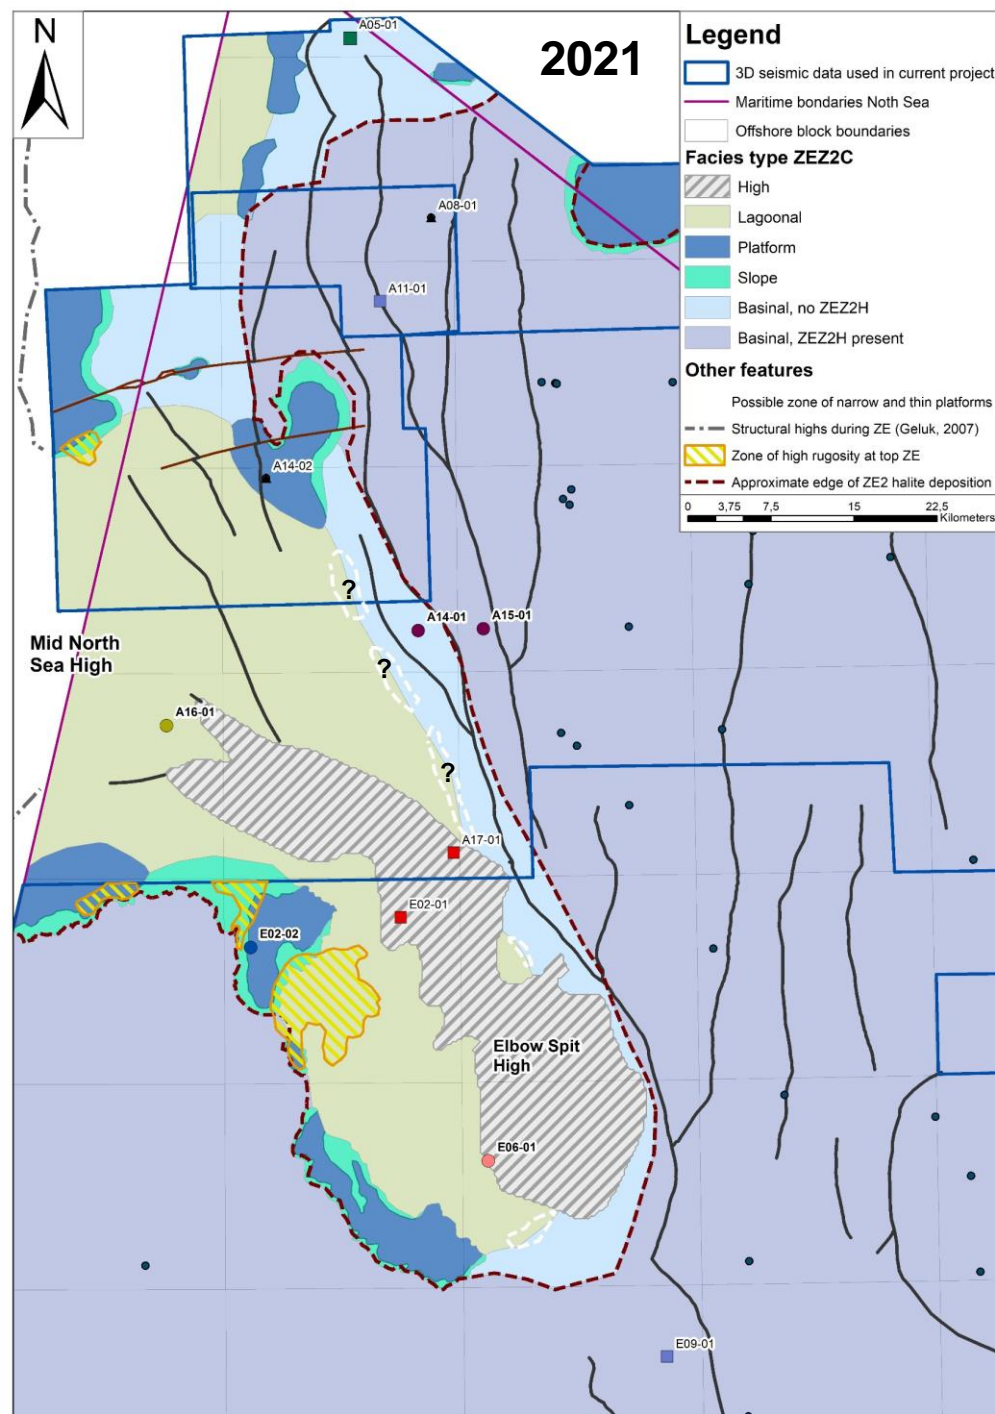 N
2021
A05-01
A08-01
A11-01
A14-02
?
A14-01
A15-01
Mid North
Sea High
?
A16-01
?
A17-01
E02-01
E02-02
Elbow Spit
High
E06-01
E09-01
Legend
3D seismic data used in current project
Maritime bondaries Noth Sea
Offshore block boundaries
Facies type ZEZ2C
High
Lagoonal
Platform
Slope
Basinal, no ZEZ2H
Basinal, ZEZ2H present
Other features
Possible zone of narrow and thin platforms
Structural highs during ZE (Geluk, 2007)
Zone of high rugosity at top ZE
Approximate edge of ZE2 halite deposition
0 3,75 7,5 15 22,5
Kilometers